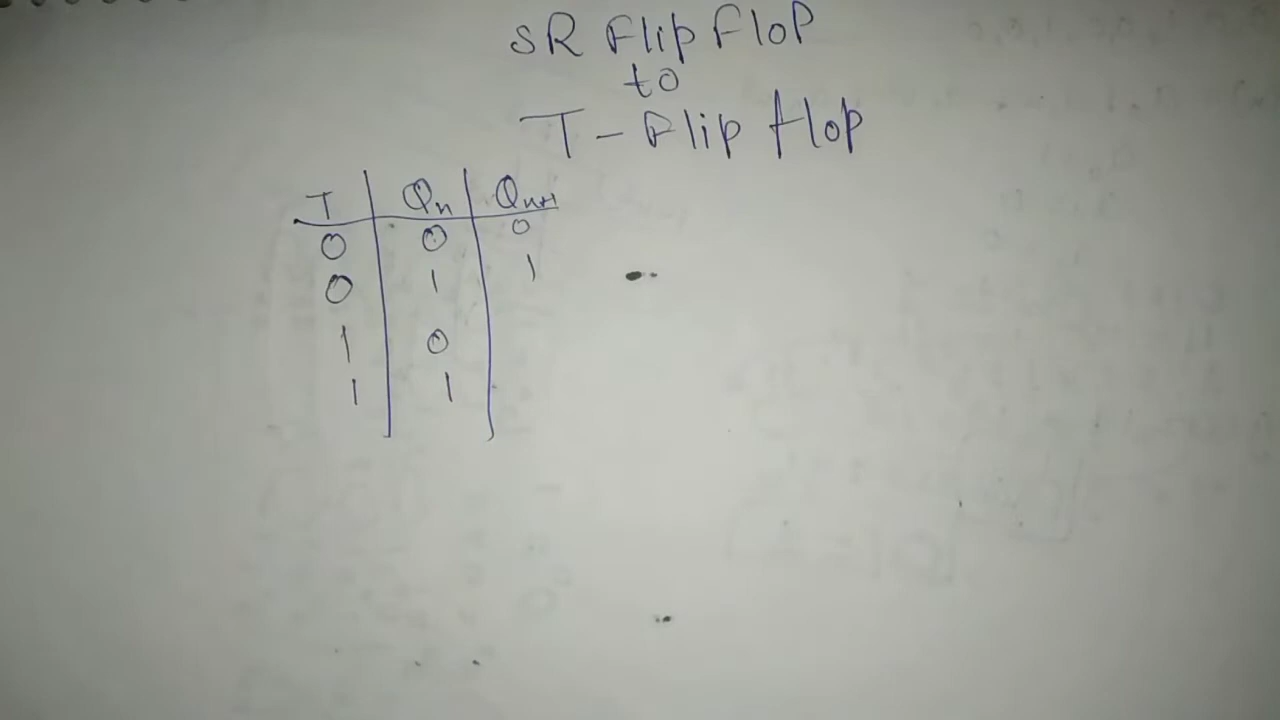 SR Flip Flop
to
T - Flip flop
T Qn Qn+1
0 0 0
0 1 1
1 0
1 1